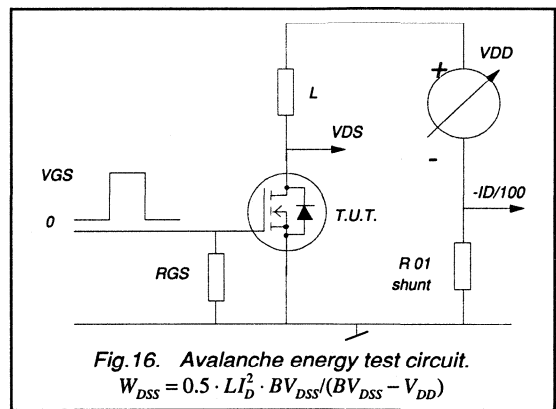 +
VDD
L
VDS
-
VGS
-ID/100
0
T.U.T.
RGS
R 01
shunt
Fig.16. Avalanche energy test circuit.
W_DSS = 0.5 · LI_D^2 · BV_DSS/(BV_DSS − V_DD)